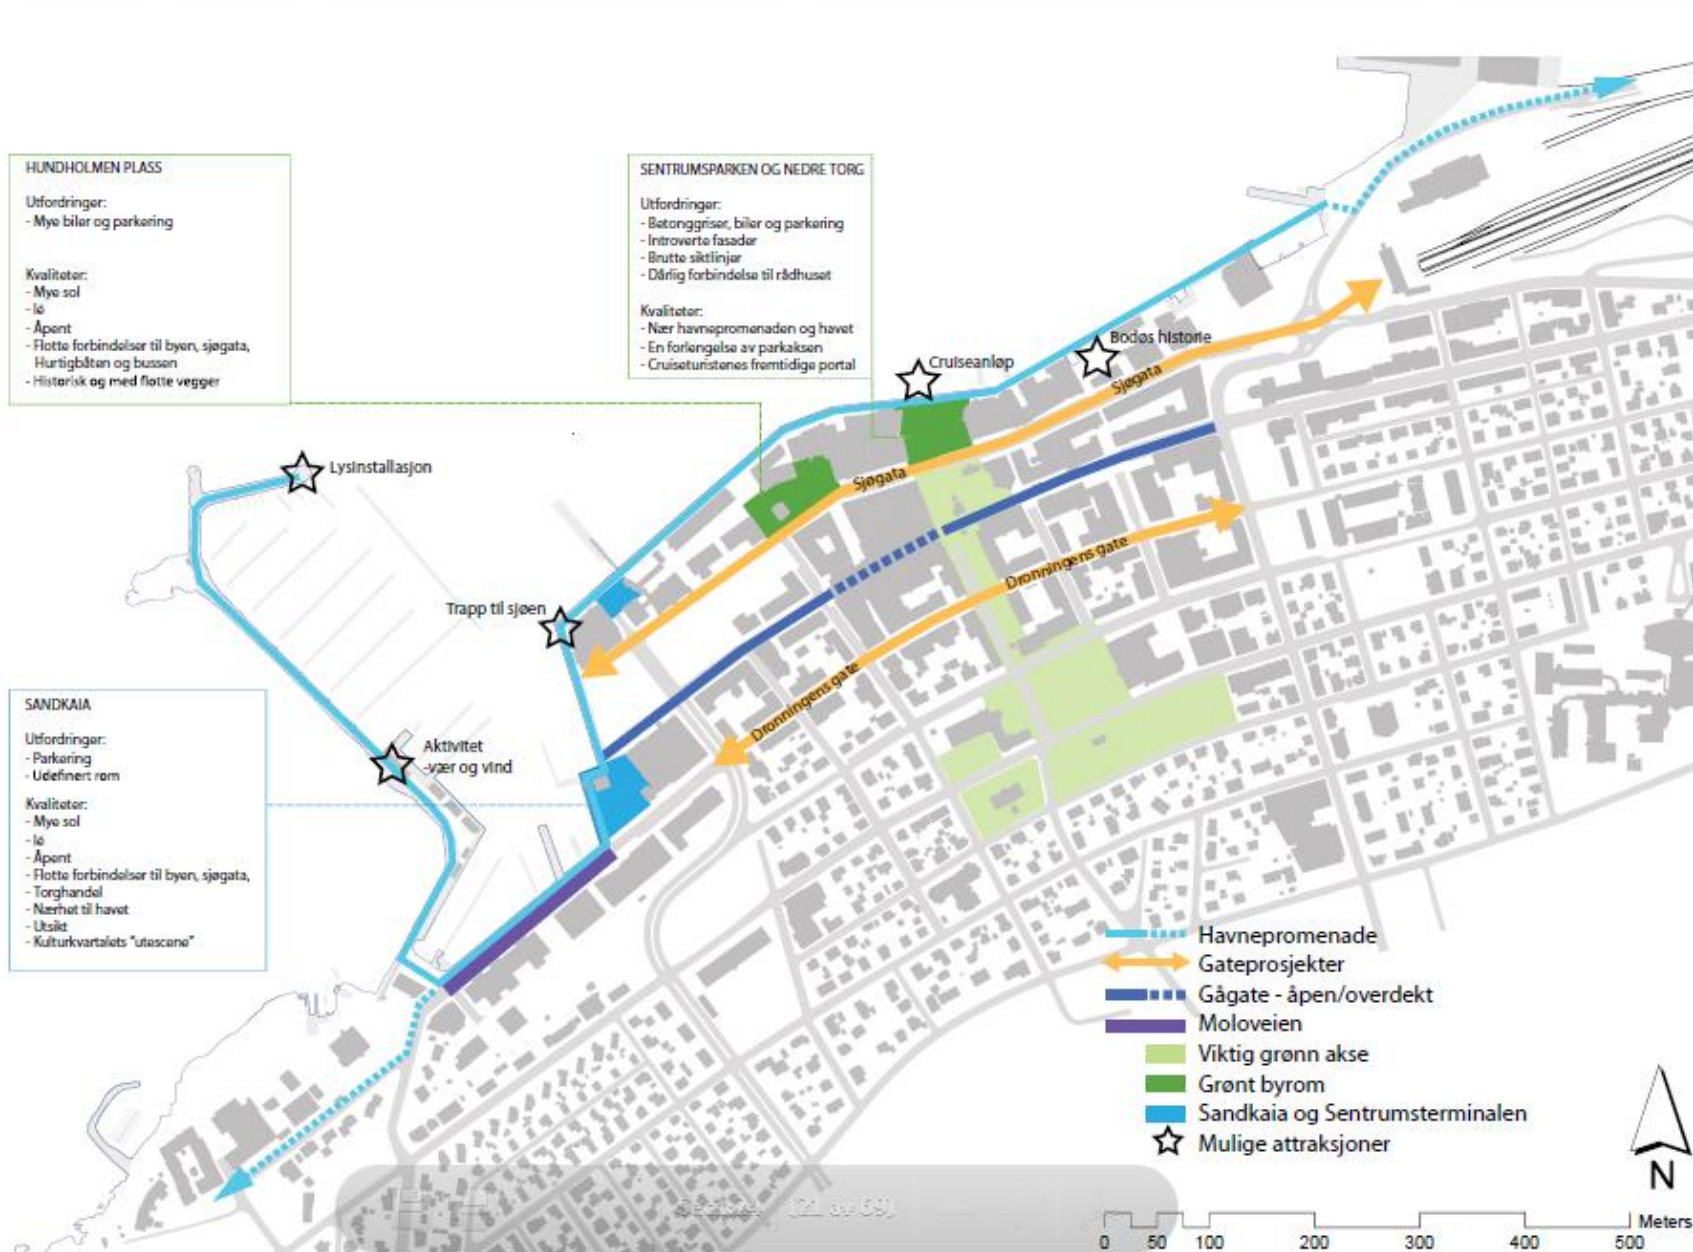 HUNDHOLMEN PLASS
Utfordringer:
- Mye biler og parkering
Kvaliteter:
- Mye sol
- le
- Åpent
- Flotte forbindelser til byen, sjøgata,
Hurtigbåten og bussen
- Historisk og med flotte vegger
SENTRUMSPARKEN OG NEDRE TORG
Utfordringer:
- Betonggriser, biler og parkering
- Introverte fasader
- Brutte siktlinjer
- Dårlig forbindelse til rådhuset
Kvaliteter:
- Nær havnepromenaden og havet
- En forlengelse av parkaksen
- Cruiseturistenes fremtidige portal
Bodøs historie
Cruiseanløp
Sjøgata
Sjøgata
Lysinstallasjon
Dronningens gate
Trapp til sjøen
Dronningens gate
SANDKAIA
Utfordringer:
- Parkering
- Udefinert rom
Kvaliteter:
- Mye sol
- le
- Åpent
- Flotte forbindelser til byen, sjøgata,
- Torghandel
- Nærhet til havet
- Utsikt
- Kulturkvartalets "utescene"
Aktivitet
-vær og vind
Havnepromenade
Gateprosjekter
Gågate - åpen/overdekt
Moloveien
Viktig grønn akse
Grønt byrom
Sandkaia og Sentrumsterminalen
Mulige attraksjoner
N
Meters
0 50 100 200 300 400 500